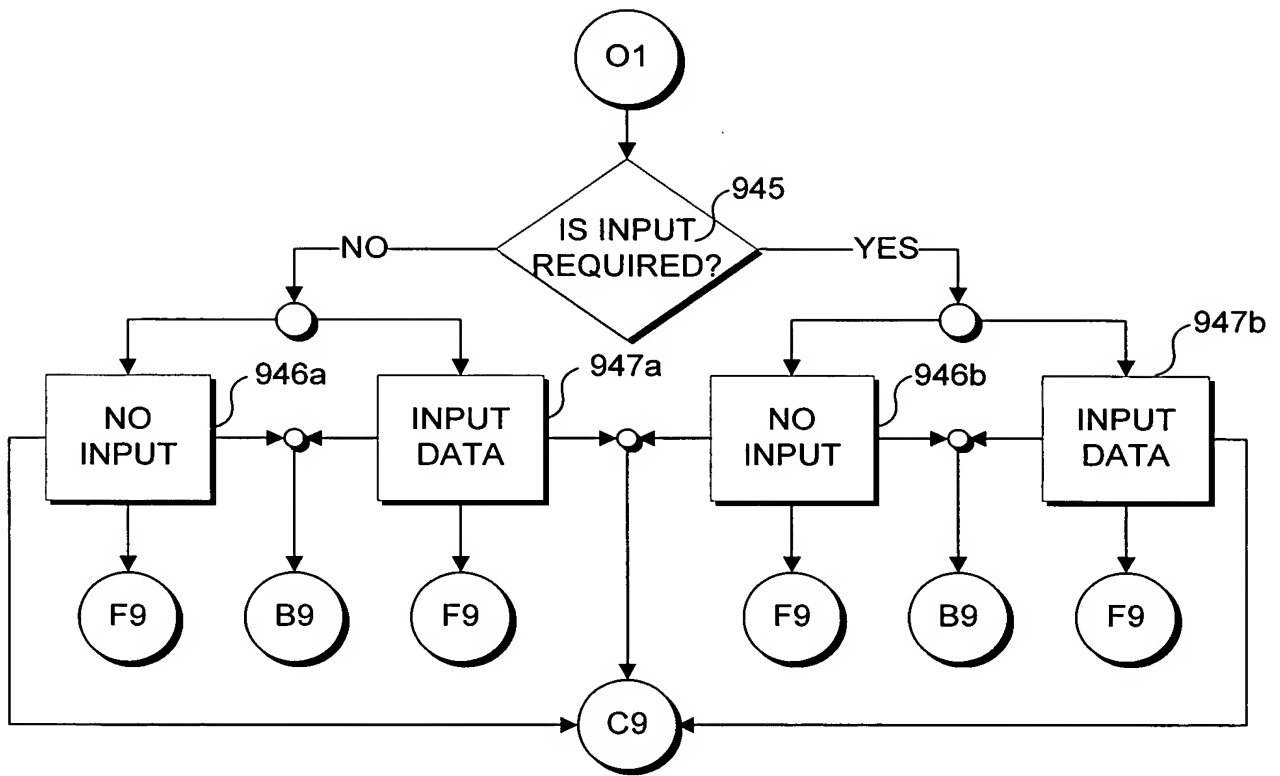 O1
945
IS INPUT
REQUIRED?
NO
YES
946a
947a
946b
947b
NO
INPUT
INPUT
DATA
NO
INPUT
INPUT
DATA
F9
B9
F9
F9
B9
F9
C9